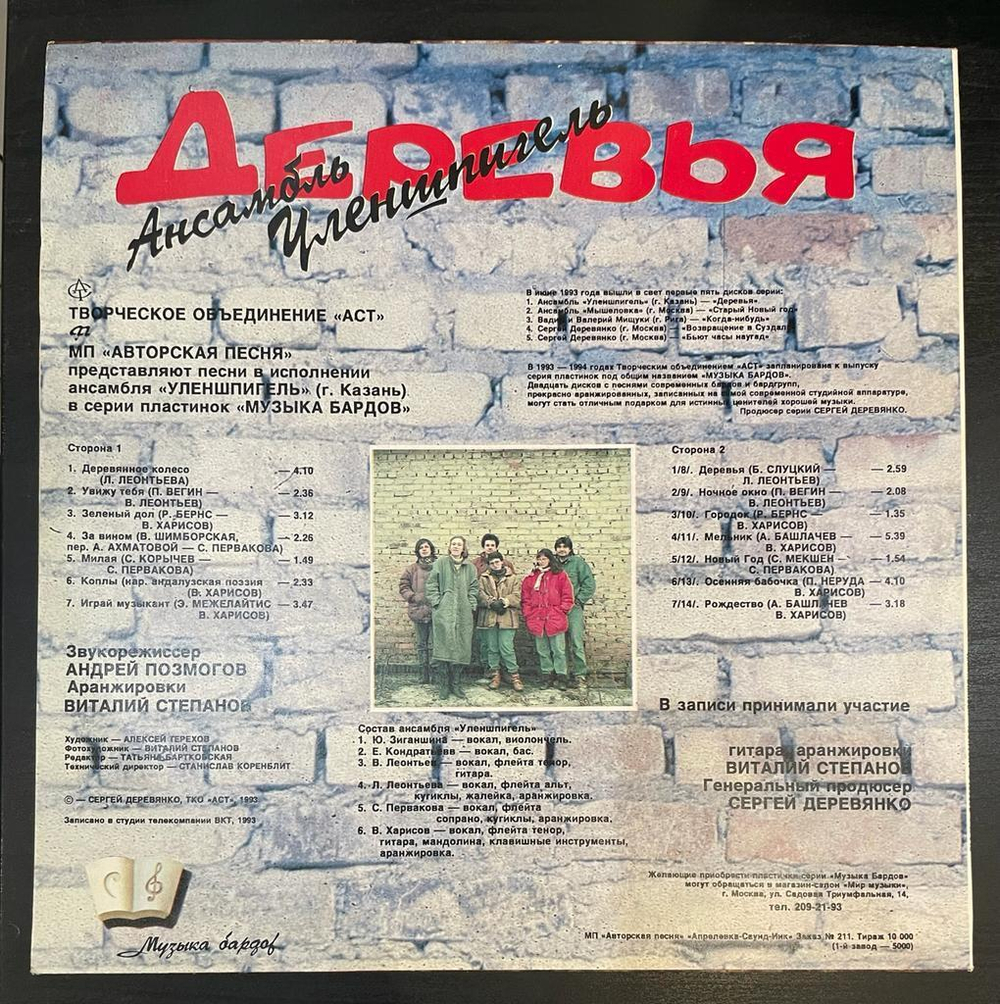 Деревья
Ансамбль
Уленшпигель
ТВОРЧЕСКОЕ ОБЪЕДИНЕНИЕ «АСТ»
МП «АВТОРСКАЯ ПЕСНЯ»
представляют песни в исполнении
ансамбля «УЛЕНШПИГЕЛЬ» (г. Казань)
в серии пластинок «МУЗЫКА БАРДОВ»
В июне 1993 года вышли в свет первые пять дисков серии:
1. Ансамбль «Уленшпигель» (г. Казань) — «Деревья»
2. Ансамбль «Мышеловка» (г. Москва) — «Старый Новый год»
3. Вадим и Валерий Мищуки (г. Рига) — «Когда-нибудь»
4. Сергей Деревянко (г. Москва) — «Возвращение в Суздаль»
5. Сергей Деревянко (г. Москва) — «Бьют часы наугад»
В 1993 — 1994 годах Творческим объединением «АСТ» запланирована к выпуску
серия пластинок под общим названием «МУЗЫКА БАРДОВ».
Двадцать дисков с песнями современных бардов и бардгрупп,
прекрасно аранжированных, записанных на самой современной студийной аппаратуре,
могут стать отличным подарком для истинных ценителей хорошей музыки.
Продюсер серии СЕРГЕЙ ДЕРЕВЯНКО.
Сторона 1
1. Деревянное колесо — 4.10
(Л. ЛЕОНТЬЕВА)
2. Увижу тебя (П. ВЕГИН — — 2.36
В. ЛЕОНТЬЕВ)
3. Зеленый дол (Р. БЕРНС — — 3.12
В. ХАРИСОВ)
4. За вином (В. ШИМБОРСКАЯ, — 2.26
пер. А. АХМАТОВОЙ — С. ПЕРВАКОВА)
5. Милая (С. КОРЫЧЕВ — — 1.49
С. ПЕРВАКОВА)
6. Коплы (нар. андалузская поэзия — 2.33
(В. ХАРИСОВ)
7. Играй музыкант (Э. МЕЖЕЛАЙТИС — 3.47
В. ХАРИСОВ)
Сторона 2
1/8/. Деревья (Б. СЛУЦКИЙ — — 2.59
Л. ЛЕОНТЬЕВ)
2/9/. Ночное окно (П. ВЕГИН — — 2.08
В. ЛЕОНТЬЕВ)
3/10/. Городок (Р. БЕРНС — — 1.35
В. ХАРИСОВ)
4/11/. Мельник (А. БАШЛАЧЕВ — 5.39
В. ХАРИСОВ)
5/12/. Новый Год (С. МЕКШЕН — — 1.54
С. ПЕРВАКОВА)
6/13/. Осенняя бабочка (П. НЕРУДА — 4.10
В. ХАРИСОВ)
7/14/. Рождество (А. БАШЛАЧЕВ — 3.18
В. ХАРИСОВ)
Звукорежиссер
АНДРЕЙ ПОЗМОГОВ
Аранжировки
ВИТАЛИЙ СТЕПАНОВ
Художник — АЛЕКСЕЙ ТЕРЕХОВ
Фотохудожник — ВИТАЛИЙ СТЕПАНОВ
Редактор — ТАТЬЯНА БАРТКОВСКАЯ
Технический директор — СТАНИСЛАВ КОРЕНБЛИТ
© — СЕРГЕЙ ДЕРЕВЯНКО, ТКО «АСТ», 1993
Записано в студии телекомпании ВКТ, 1993
Состав ансамбля «Уленшпигель»
1. Ю. Зиганшина — вокал, виолончель.
2. Е. Кондратьева — вокал, бас.
3. В. Леонтьев — вокал, флейта тенор,
гитара.
4. Л. Леонтьева — вокал, флейта альт,
кугиклы, жалейка, аранжировка.
5. С. Первакова — вокал, флейта
сопрано, кугиклы, аранжировка.
6. В. Харисов — вокал, флейта тенор,
гитара, мандолина, клавишные инструменты,
аранжировка.
В записи принимали участие
гитара, аранжировки
ВИТАЛИЙ СТЕПАНОВ
Генеральный продюсер
СЕРГЕЙ ДЕРЕВЯНКО
Желающие приобрести пластинки серии «Музыка Бардов»
могут обращаться в магазин-салон «Мир музыки»,
г. Москва, ул. Садовая Триумфальная, 14,
тел. 209-21-93
Музыка бардов
МП «Авторская песня» «Апрелевка-Саунд-Инк» Заказ № 211. Тираж 10 000
(1-й завод — 5000)